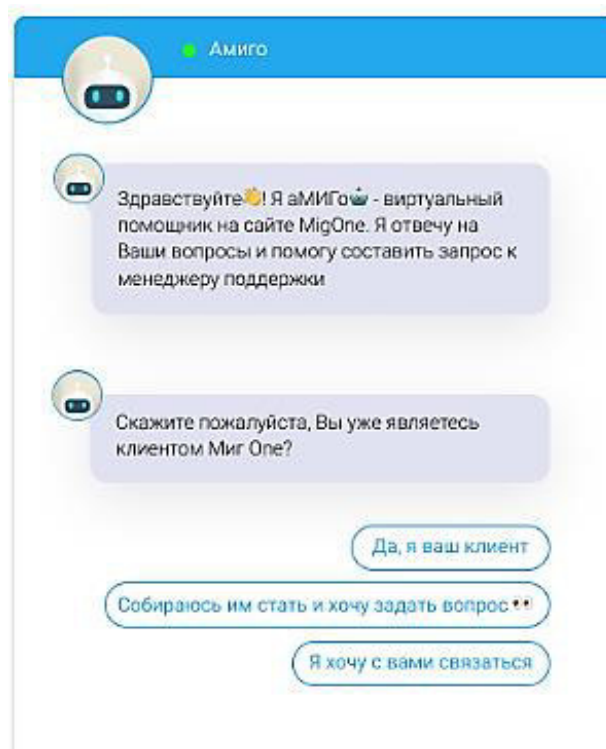 Амиго
Здравствуйте👋! Я аМИГо🤖 - виртуальный
помощник на сайте MigOne. Я отвечу на
Ваши вопросы и помогу составить запрос к
менеджеру поддержки
Скажите пожалуйста, Вы уже являетесь
клиентом Миг One?
Да, я ваш клиент
Собираюсь им стать и хочу задать вопрос👀
Я хочу с вами связаться